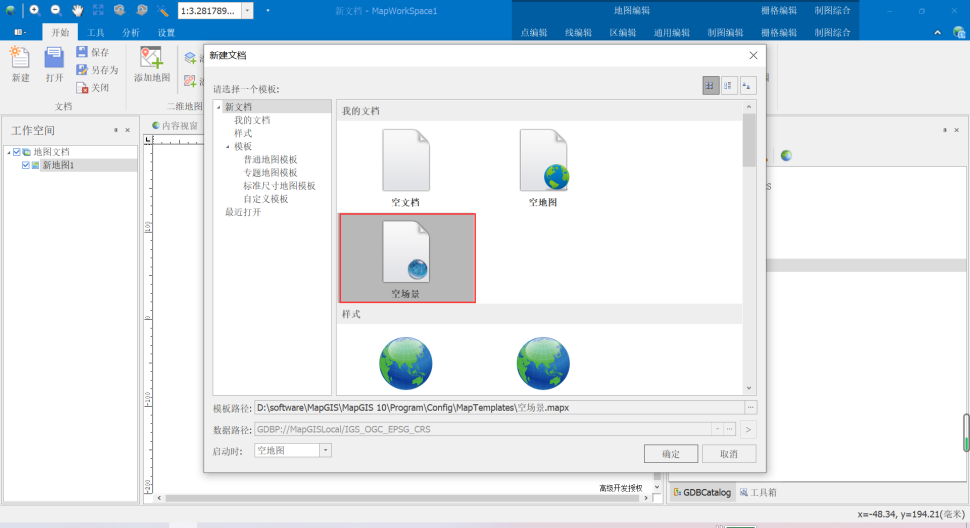 1:3.281789...
新文档 - MapWorkSpace1
地图编辑
栅格编辑
制图综合
开始
工具
分析
设置
点编辑
线编辑
区编辑
通用编辑
制图编辑
栅格编辑
制图综合
新建
打开
保存
另存为
关闭
文档
添加地图
二维地图
工作空间
地图文档
新地图1
内容视窗
新建文档
请选择一个模板:
新文档
我的文档
样式
模板
普通地图模板
专题地图模板
标准尺寸地图模板
自定义模板
最近打开
我的文档
空文档
空地图
空场景
样式
模板路径: D:\software\MapGIS\MapGIS 10\Program\Config\MapTemplates\空场景.mapx
数据路径: GDBP://MapGISLocal/IGS_OGC_EPSG_CRS
启动时: 空地图
确定
取消
100
0
-100
-200
高级开发授权
GDBCatalog
工具箱
x=-48.34, y=194.21(毫米)